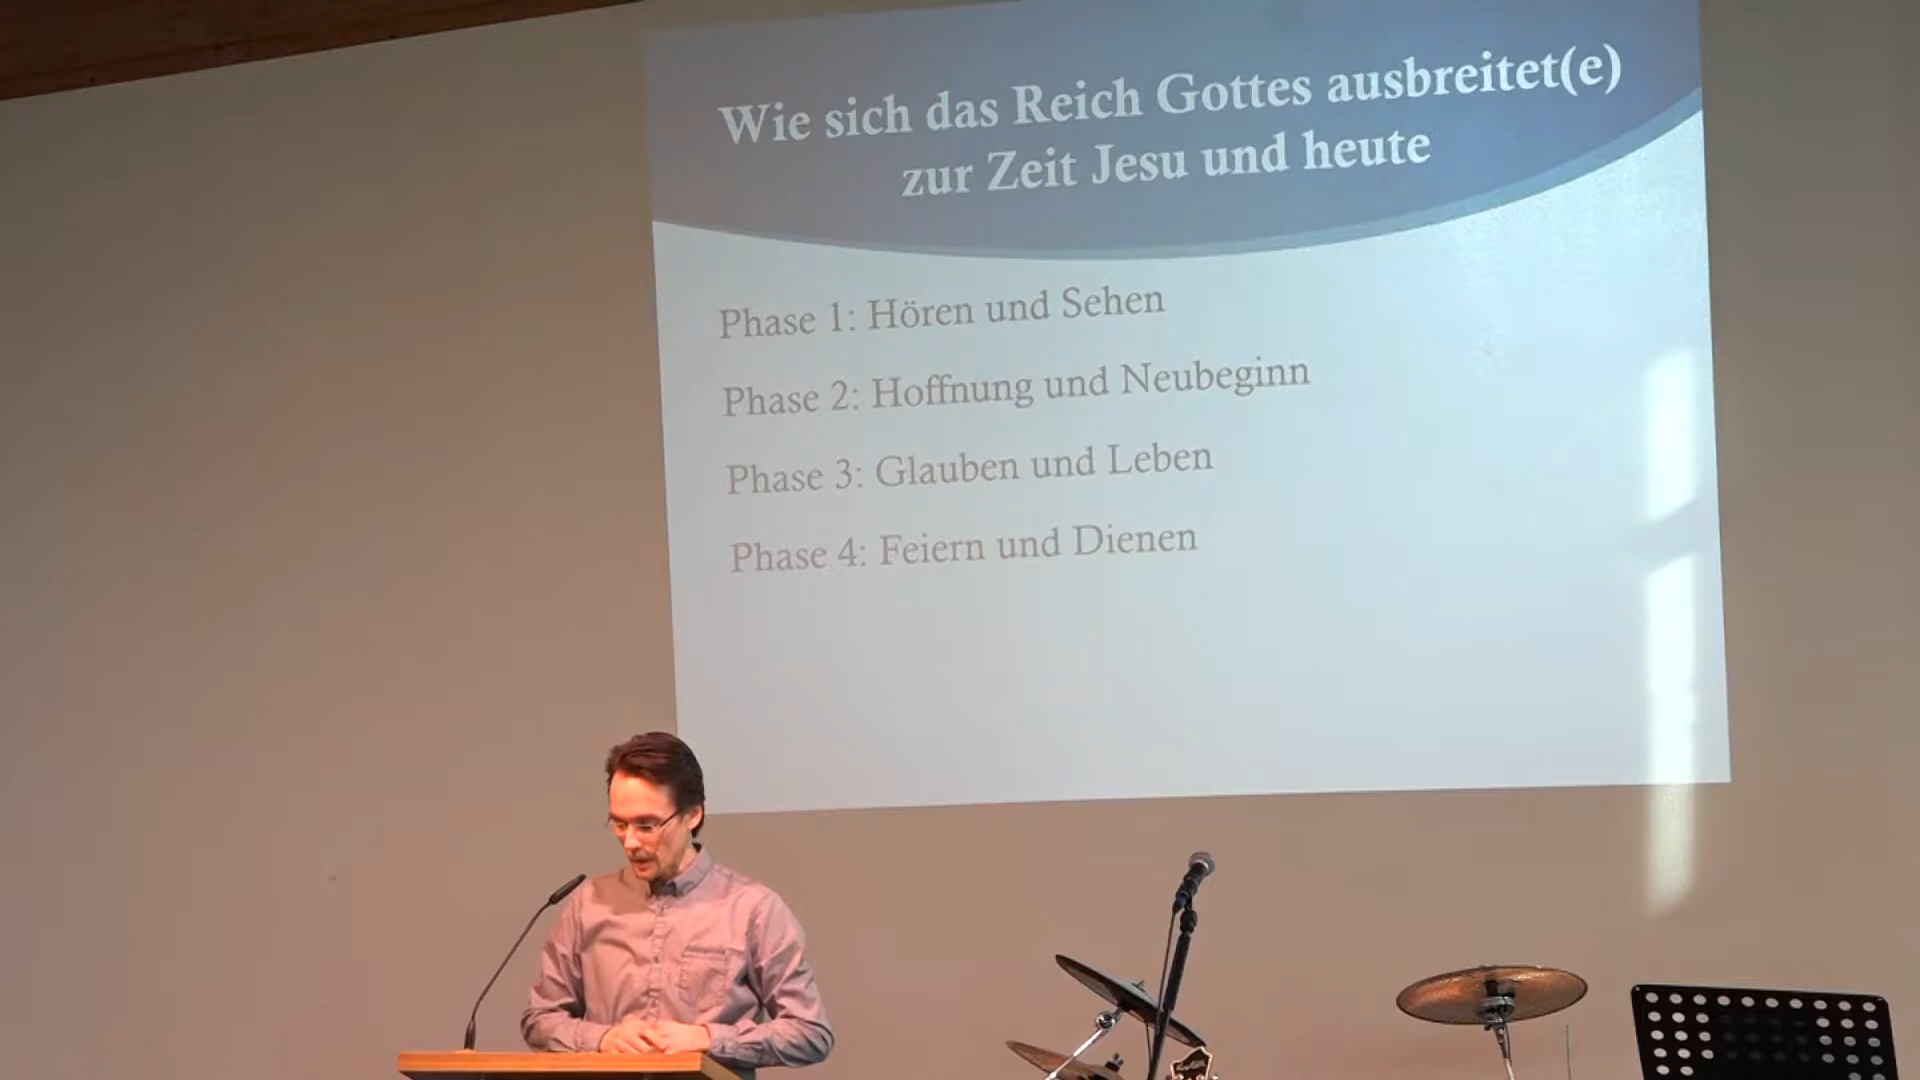 Wie sich das Reich Gottes ausbreitet(e)
zur Zeit Jesu und heute
Phase 1: Hören und Sehen
Phase 2: Hoffnung und Neubeginn
Phase 3: Glauben und Leben
Phase 4: Feiern und Dienen